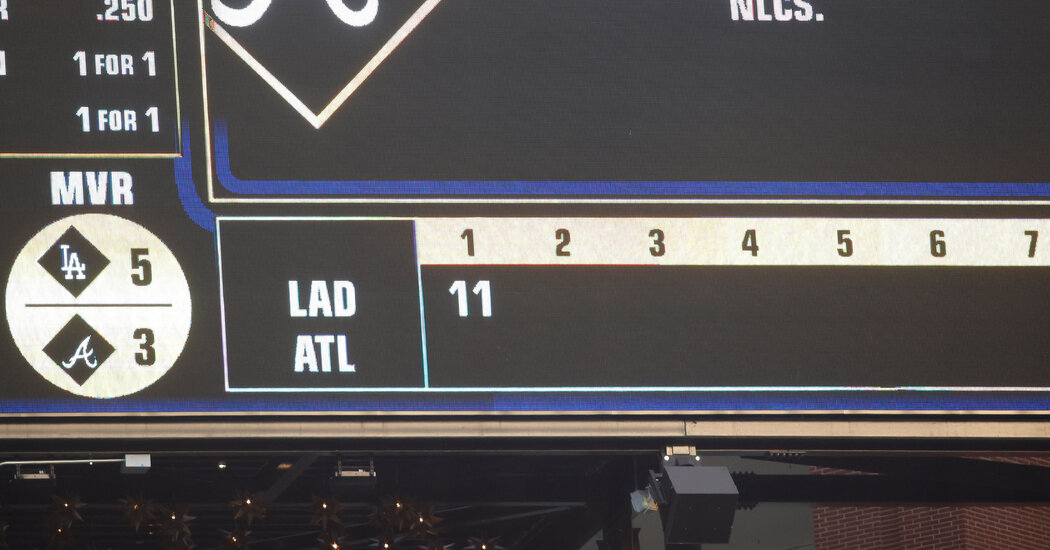 .250
1 FOR 1
1 FOR 1
NLCS.
MVR
LA 5
A 3
1 2 3 4 5 6 7
LAD 11
ATL